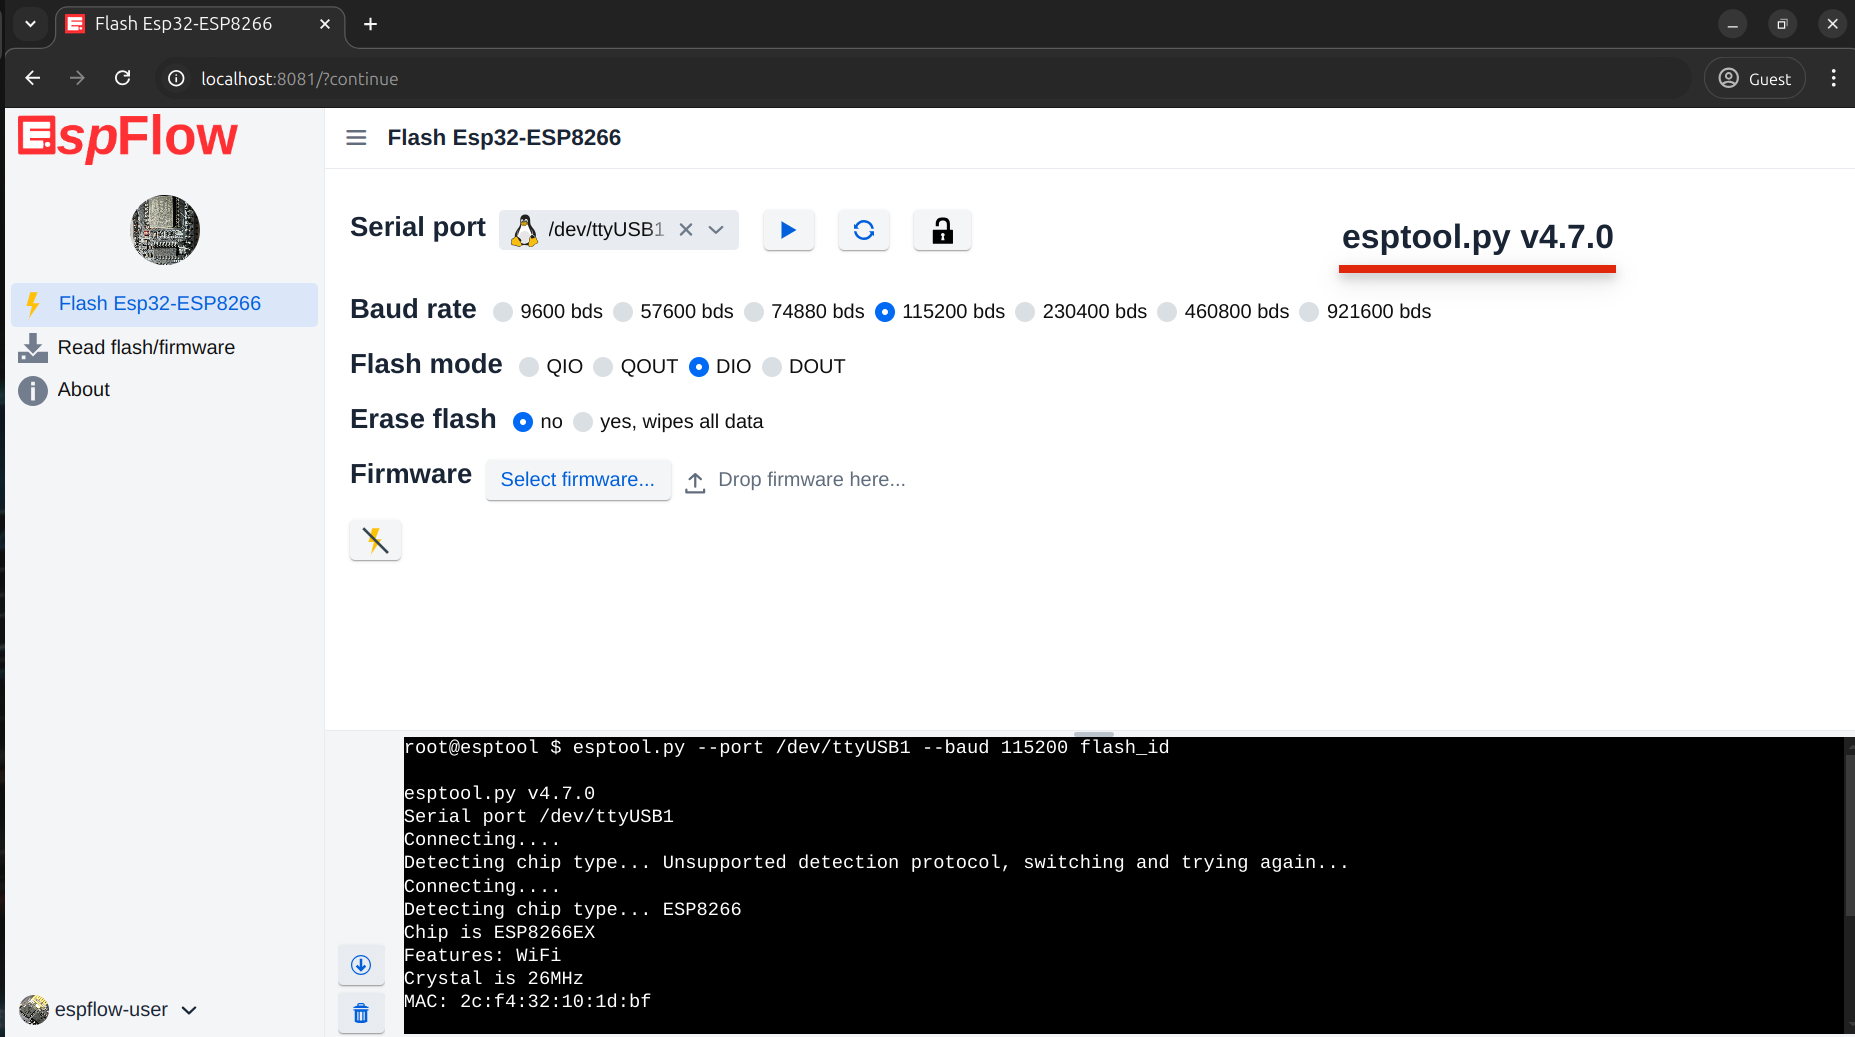 Flash Esp32-ESP8266
localhost:8081/?continue
Guest
EspFlow
Flash Esp32-ESP8266
Flash Esp32-ESP8266
Read flash/firmware
About
espflow-user
Serial port /dev/ttyUSB1
esptool.py v4.7.0
Baud rate 9600 bds 57600 bds 74880 bds 115200 bds 230400 bds 460800 bds 921600 bds
Flash mode QIO QOUT DIO DOUT
Erase flash no yes, wipes all data
Firmware Select firmware... Drop firmware here...
root@esptool $ esptool.py --port /dev/ttyUSB1 --baud 115200 flash_id
esptool.py v4.7.0
Serial port /dev/ttyUSB1
Connecting....
Detecting chip type... Unsupported detection protocol, switching and trying again...
Connecting....
Detecting chip type... ESP8266
Chip is ESP8266EX
Features: WiFi
Crystal is 26MHz
MAC: 2c:f4:32:10:1d:bf